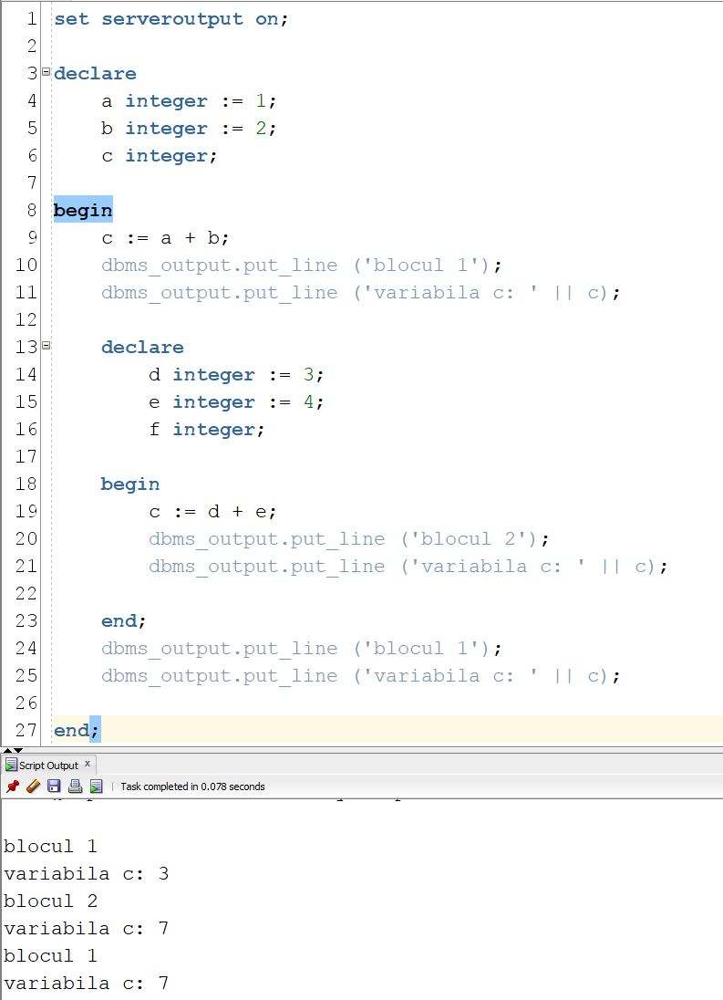 1 set serveroutput on;
2
3 declare
4 a integer := 1;
5 b integer := 2;
6 c integer;
7
8 begin
9 c := a + b;
10 dbms_output.put_line ('blocul 1');
11 dbms_output.put_line ('variabila c: ' || c);
12
13 declare
14 d integer := 3;
15 e integer := 4;
16 f integer;
17
18 begin
19 c := d + e;
20 dbms_output.put_line ('blocul 2');
21 dbms_output.put_line ('variabila c: ' || c);
22
23 end;
24 dbms_output.put_line ('blocul 1');
25 dbms_output.put_line ('variabila c: ' || c);
26
27 end;
Script Output x
Task completed in 0.078 seconds
blocul 1
variabila c: 3
blocul 2
variabila c: 7
blocul 1
variabila c: 7